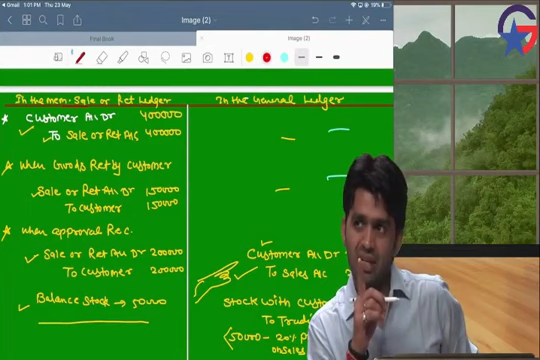 1:01 PM Thu 23 May
Image (2)
19%
Final Book
Image (2)
In the mem. Sale or Ret Ledger
In the General Ledger
Customer A/c Dr 400000
To Sale or Ret A/c 400000
When Goods Ret by Customer
Sale or Ret A/c Dr 150000
To Customer 150000
When approval Rec.
Sale or Ret A/c Dr 200000
To Customer 200000
Balance Stock → 50000
Customer A/c Dr
To Sales A/c
Stock with
To
50000 - 20%
on Sales
G